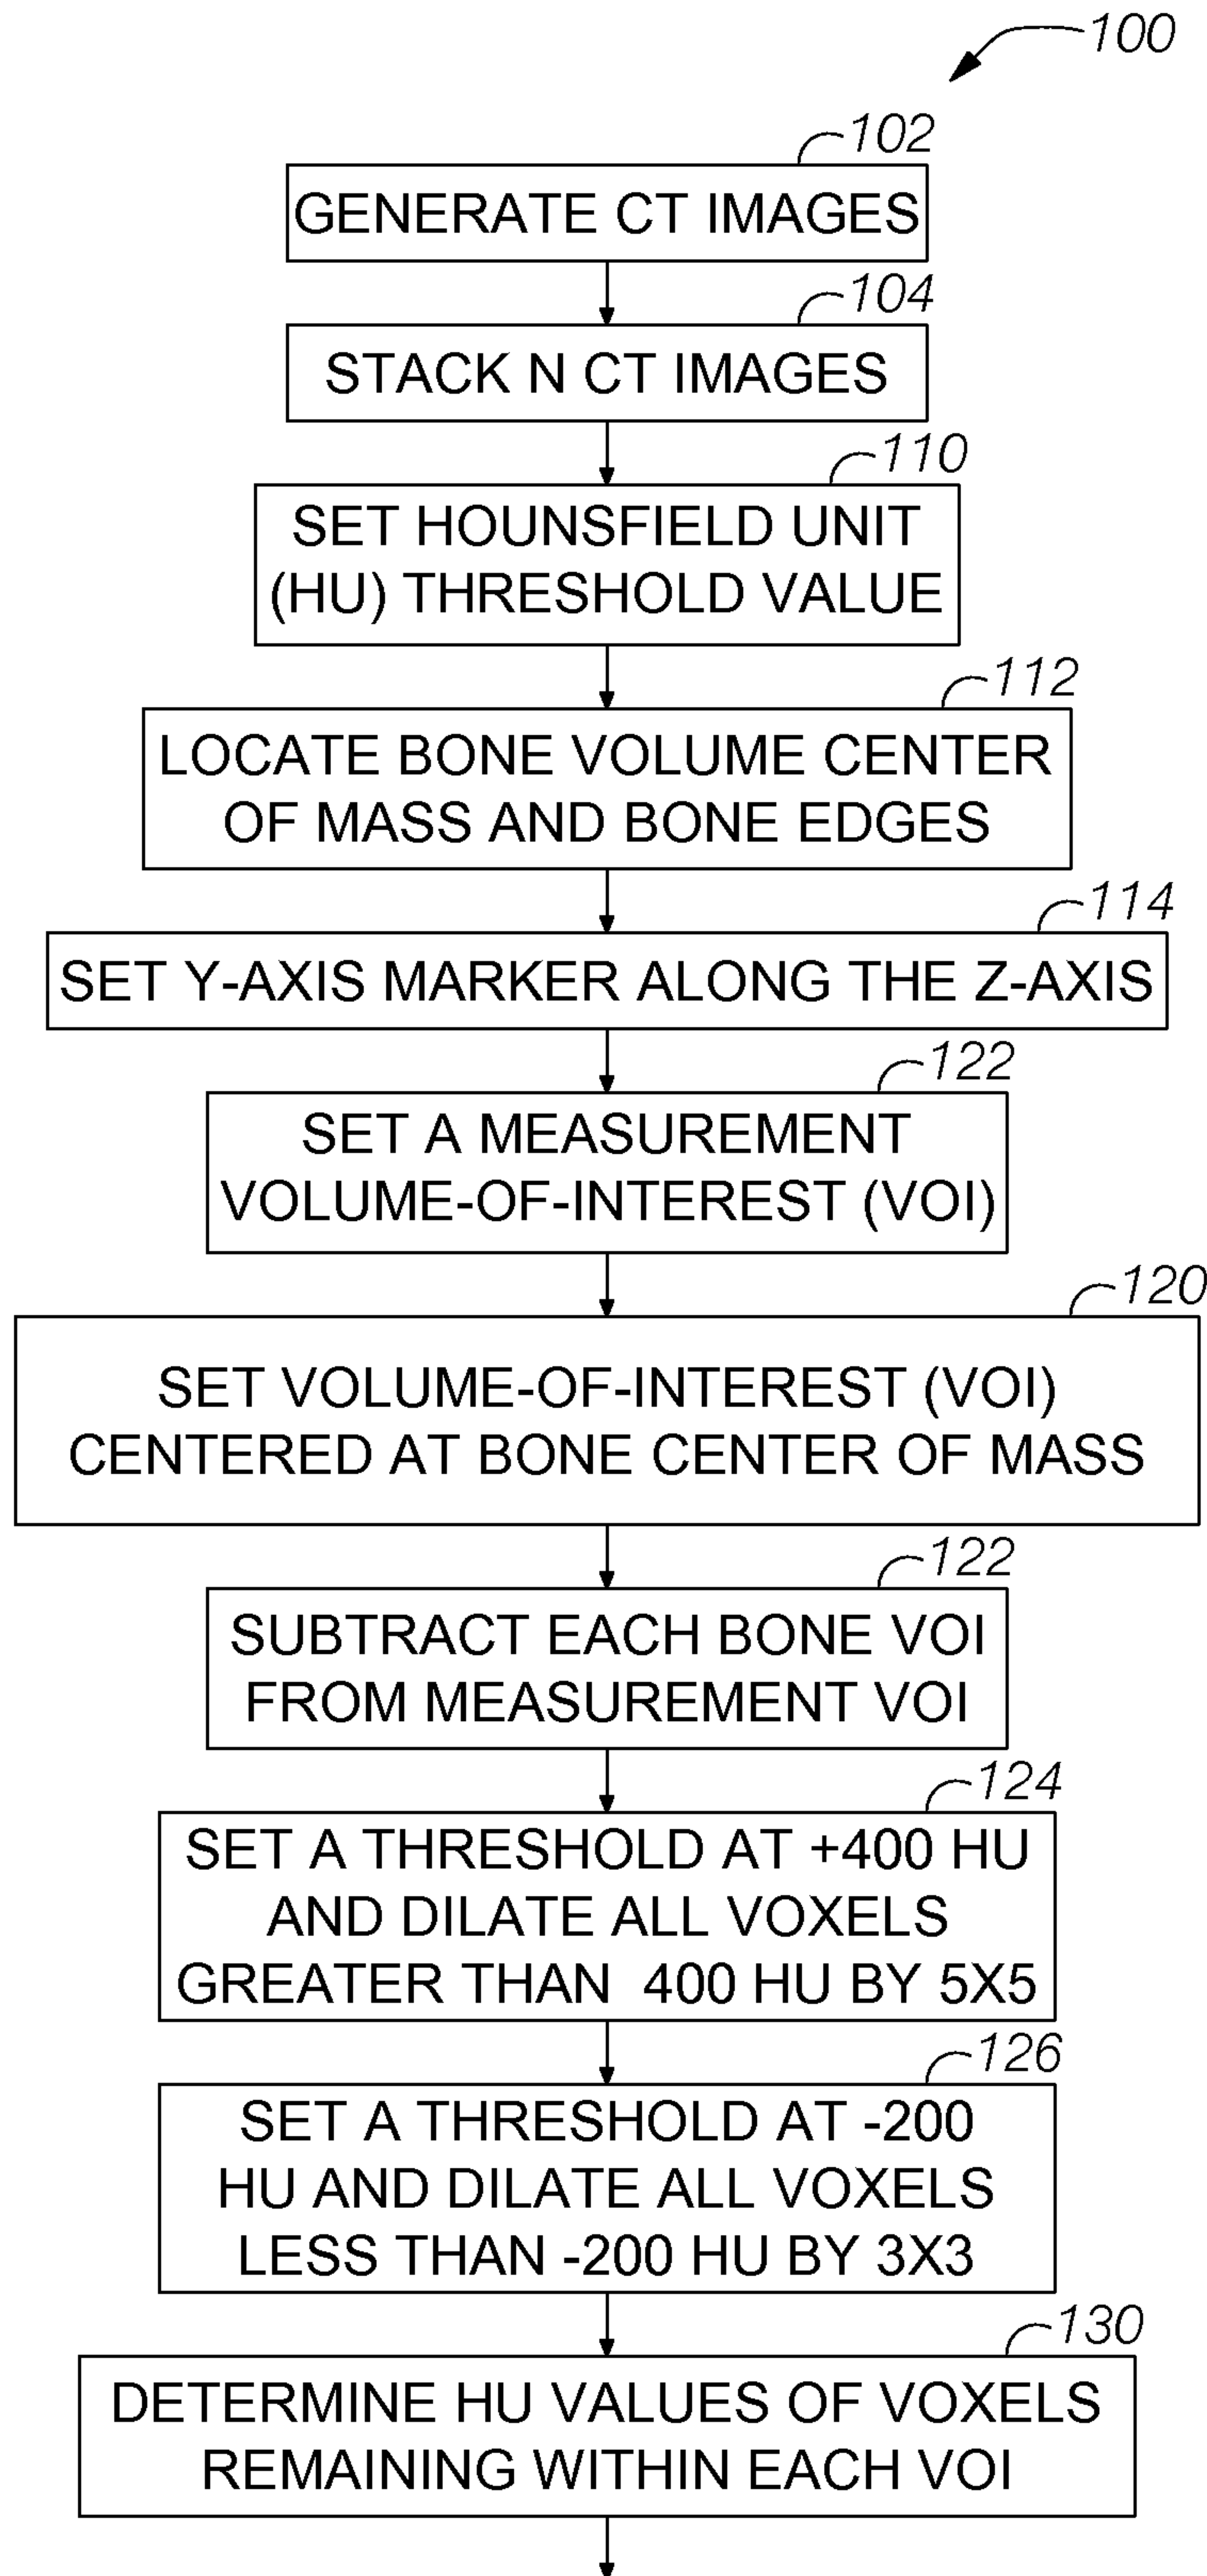 100
102
GENERATE CT IMAGES
104
STACK N CT IMAGES
110
SET HOUNSFIELD UNIT
(HU) THRESHOLD VALUE
112
LOCATE BONE VOLUME CENTER
OF MASS AND BONE EDGES
114
SET Y-AXIS MARKER ALONG THE Z-AXIS
122
SET A MEASUREMENT
VOLUME-OF-INTEREST (VOI)
120
SET VOLUME-OF-INTEREST (VOI)
CENTERED AT BONE CENTER OF MASS
122
SUBTRACT EACH BONE VOI
FROM MEASUREMENT VOI
124
SET A THRESHOLD AT +400 HU
AND DILATE ALL VOXELS
GREATER THAN 400 HU BY 5X5
126
SET A THRESHOLD AT -200
HU AND DILATE ALL VOXELS
LESS THAN -200 HU BY 3X3
130
DETERMINE HU VALUES OF VOXELS
REMAINING WITHIN EACH VOI